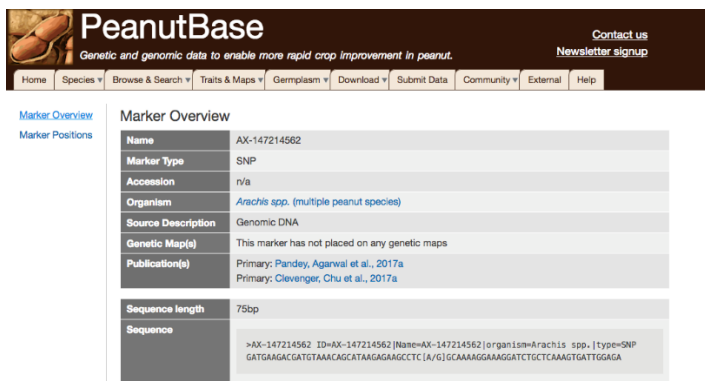 PeanutBase
Genetic and genomic data to enable more rapid crop improvement in peanut.
Contact us
Newsletter signup
Home Species Browse & Search Traits & Maps Germplasm Download Submit Data Community External Help
Marker Overview
Marker Positions
Marker Overview
Name AX-147214562
Marker Type SNP
Accession n/a
Organism Arachis spp. (multiple peanut species)
Source Description Genomic DNA
Genetic Map(s) This marker has not placed on any genetic maps
Publication(s) Primary: Pandey, Agarwal et al., 2017a
Primary: Clevenger, Chu et al., 2017a
Sequence length 75bp
Sequence
>AX-147214562 ID=AX-147214562|Name=AX-147214562|organism=Arachis spp.|type=SNP
GATGAAGACGATGTAAACAGCATAAGAGAAGCCTC[A/G]GCAAAAGGAAAGGATCTGCTCAAAGTGATTGGAGA